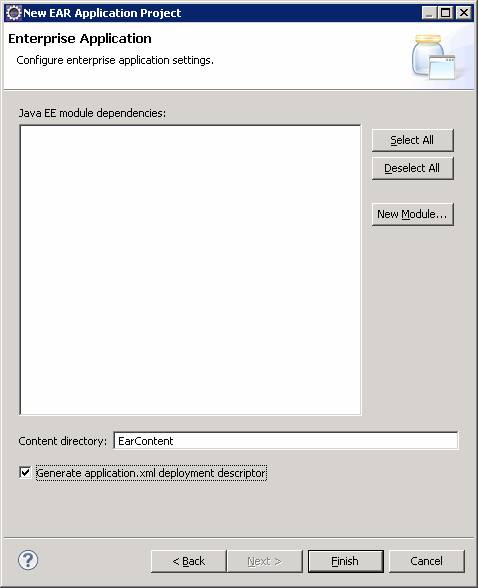 New EAR Application Project
Enterprise Application
Configure enterprise application settings.
Java EE module dependencies:
Select All
Deselect All
New Module...
Content directory: EarContent
Generate application.xml deployment descriptor
? < Back Next > Finish Cancel